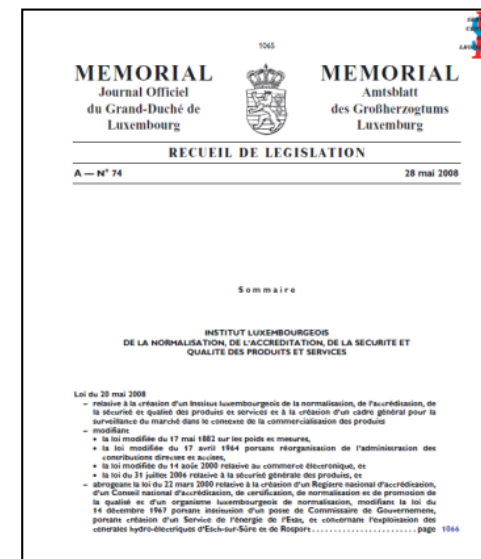 1065
MEMORIAL
Journal Officiel
du Grand-Duché de
Luxembourg
MEMORIAL
Amtsblatt
des Großherzogtums
Luxemburg
RECUEIL DE LEGISLATION
A — N° 74
28 mai 2008
Sommaire
INSTITUT LUXEMBOURGEOIS
DE LA NORMALISATION, DE L'ACCREDITATION, DE LA SECURITE ET
QUALITE DES PRODUITS ET SERVICES
Loi du 20 mai 2008
– relative à la création d'un Institut luxembourgeois de la normalisation, de l'accréditation, de
la sécurité et qualité des produits et services et à la création d'un cadre général pour la
surveillance du marché dans le contexte de la commercialisation des produits
– modifiant
• la loi modifiée du 17 mai 1882 sur les poids et mesures,
• la loi modifiée du 17 avril 1964 portant réorganisation de l'administration des
contributions directes et accises,
• la loi modifiée du 14 août 2000 relative au commerce électronique, et
• la loi du 31 juillet 2006 relative à la sécurité générale des produits, et
– abrogeant la loi du 22 mars 2000 relative à la création d'un Registre national d'accréditation,
d'un Conseil national d'accréditation, de certification, de normalisation et de promotion de
la qualité et d'un organisme luxembourgeois de normalisation, modifiant la loi du
14 décembre 1967 portant institution d'un poste de Commissaire de Gouvernement,
portant création d'un Service de l'énergie de l'Etat, et concernant l'exploitation des
centrales hydro-électriques d'Esch-sur-Sûre et de Rosport . . . . . . . . . . . . . . . . . . . . . . . page 1066